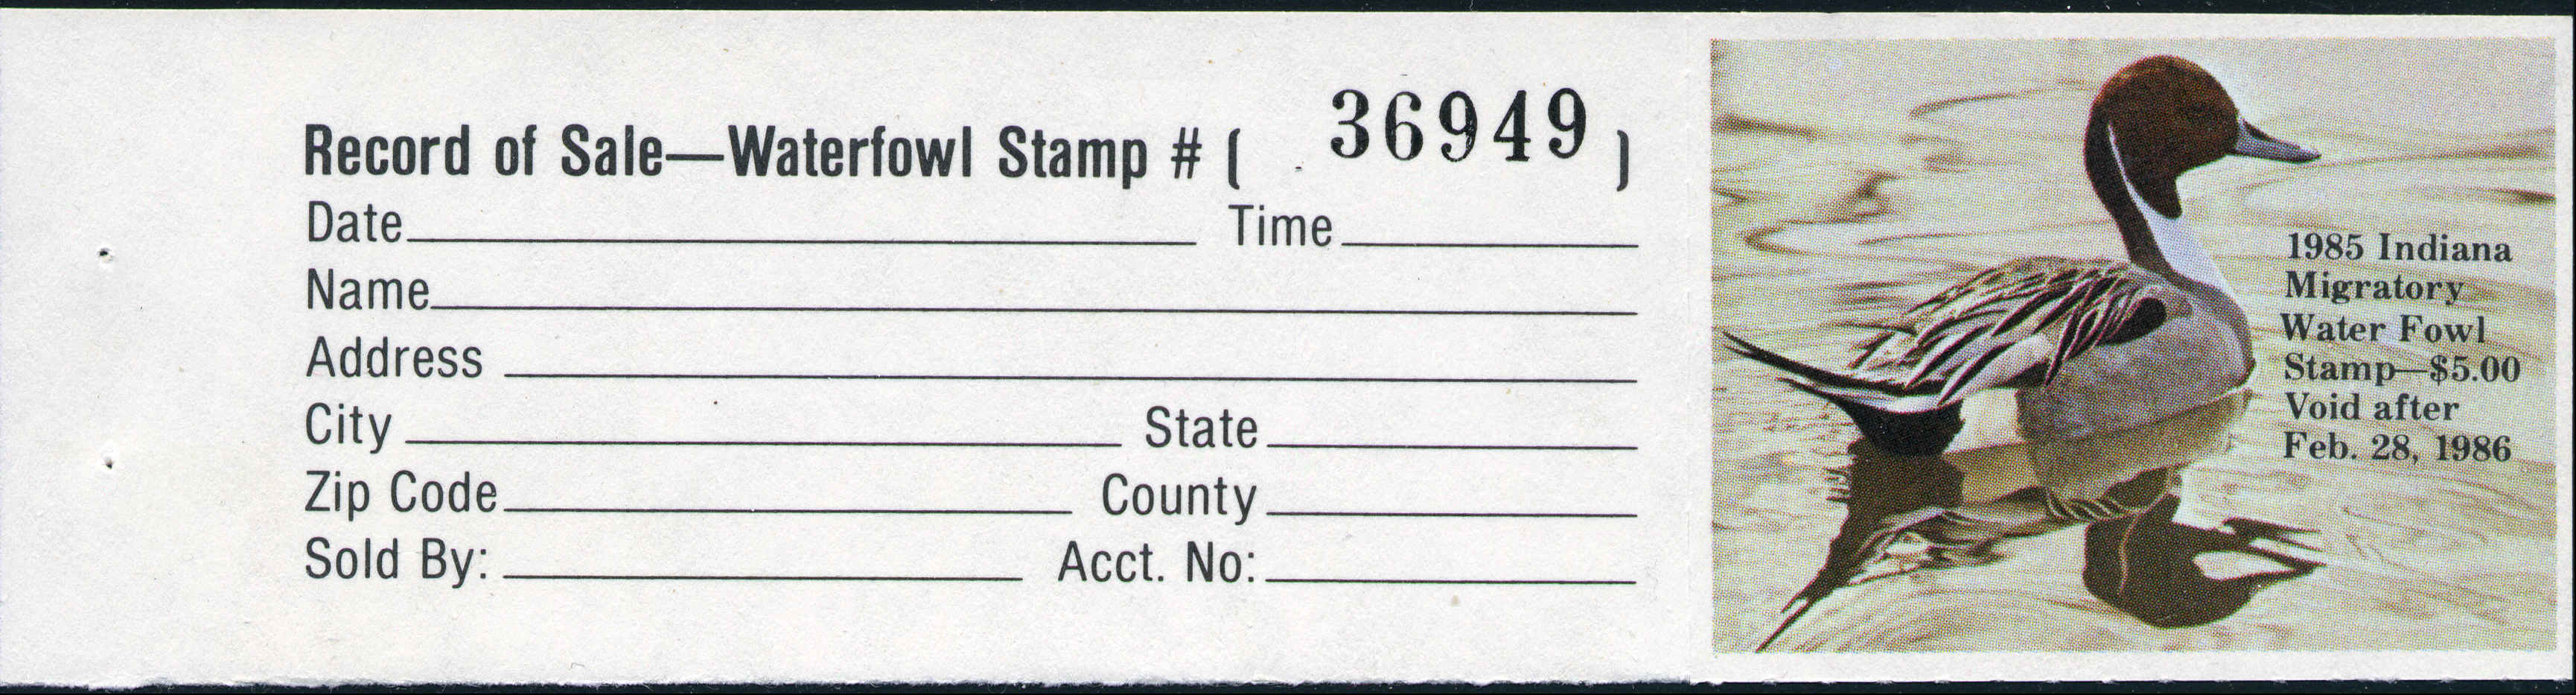 Record of Sale—Waterfowl Stamp # ( 36949 )
Date Time
Name
Address
City State
Zip Code County
Sold By: Acct. No:
1985 Indiana
Migratory
Water Fowl
Stamp—$5.00
Void after
Feb. 28, 1986